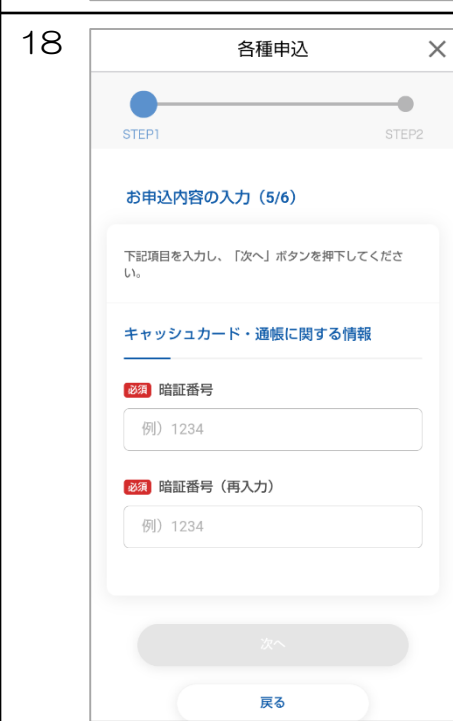 18
各種申込
STEP1
STEP2
お申込内容の入力（5/6）
下記項目を入力し、「次へ」ボタンを押下してくださ
い。
キャッシュカード・通帳に関する情報
必須 暗証番号
例）1234
必須 暗証番号（再入力）
例）1234
次へ
戻る